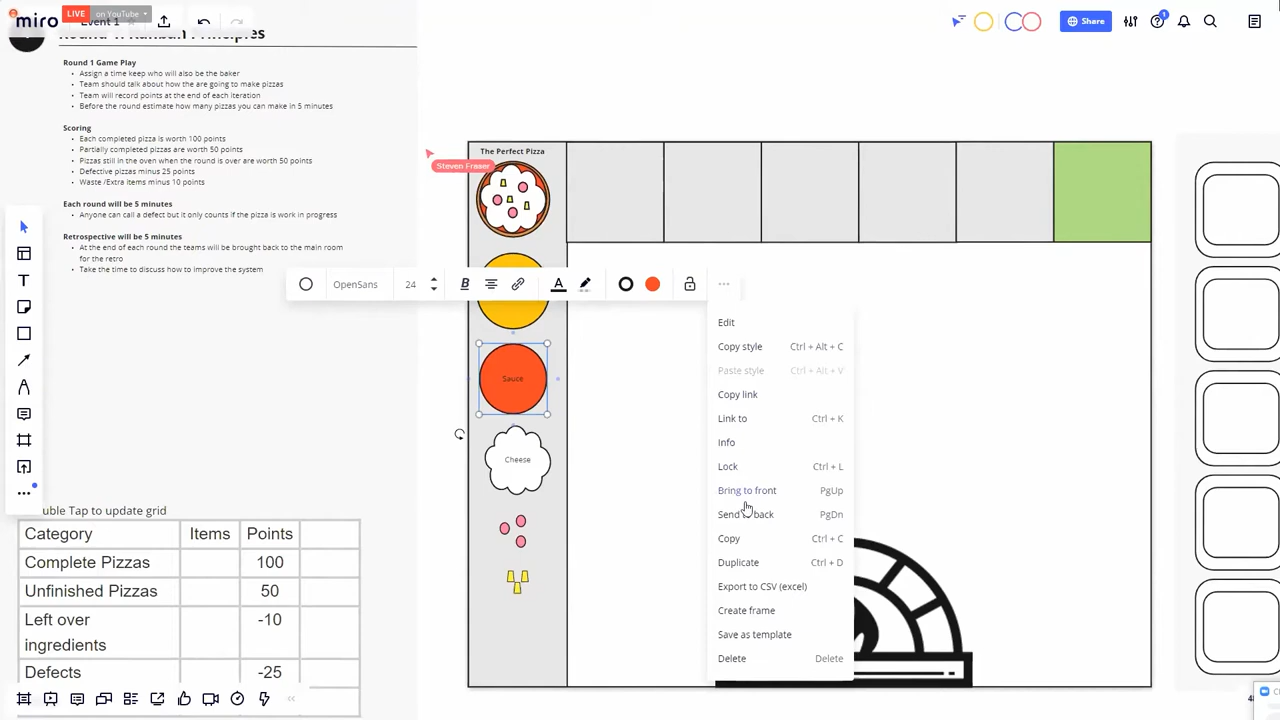 LIVE on YouTube
miro
Event 1
Share
1
Round 1: Kanban Principles
Round 1 Game Play
• Assign a time keep who will also be the baker
• Team should talk about how the are going to make pizzas
• Team will record points at the end of each iteration
• Before the round estimate how many pizzas you can make in 5 minutes
Scoring
• Each completed pizza is worth 100 points
• Partially completed pizzas are worth 50 points
• Pizzas still in the oven when the round is over are worth 50 points
• Defective pizzas minus 25 points
• Waste /Extra items minus 10 points
Each round will be 5 minutes
• Anyone can call a defect but it only counts if the pizza is work in progress
Retrospective will be 5 minutes
• At the end of each round the teams will be brought back to the main room
for the retro
• Take the time to discuss how to improve the system
Steven Fraser
The Perfect Pizza
OpenSans 24 B A
Sauce
Cheese
Edit
Copy style Ctrl + Alt + C
Paste style Ctrl + Alt + V
Copy link
Link to Ctrl + K
Info
Lock Ctrl + L
Bring to front PgUp
Send to back PgDn
Copy Ctrl + C
Duplicate Ctrl + D
Export to CSV (excel)
Create frame
Save as template
Delete Delete
uble Tap to update grid
Category Items Points
Complete Pizzas 100
Unfinished Pizzas 50
Left over -10
ingredients
Defects -25